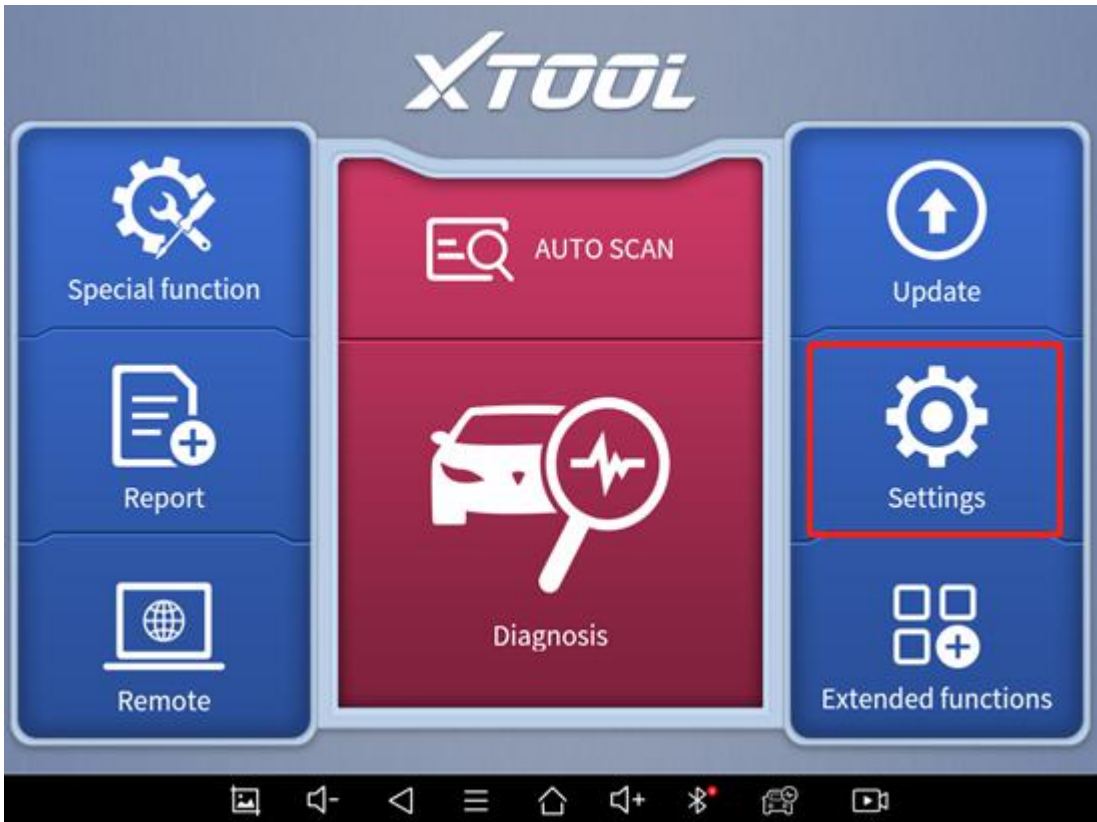 XTOOL
Special function
AUTO SCAN
Update
Report
Settings
Diagnosis
Remote
Extended functions